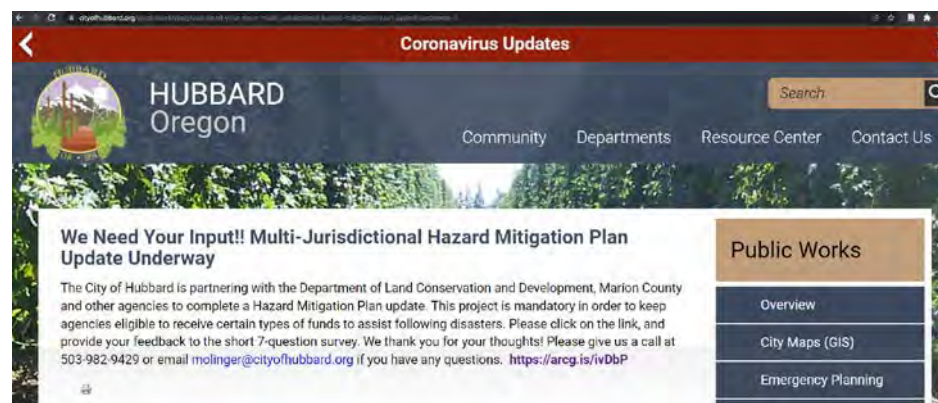 cityofhubbard.org
Coronavirus Updates
HUBBARD
HUBBARD
Oregon
Search
Community Departments Resource Center Contact Us
We Need Your Input!! Multi-Jurisdictional Hazard Mitigation Plan
Update Underway
The City of Hubbard is partnering with the Department of Land Conservation and Development, Marion County
and other agencies to complete a Hazard Mitigation Plan update. This project is mandatory in order to keep
agencies eligible to receive certain types of funds to assist following disasters. Please click on the link, and
provide your feedback to the short 7-question survey. We thank you for your thoughts! Please give us a call at
503-982-9429 or email molinger@cityofhubbard.org if you have any questions. https://arcg.is/ivDbP
Public Works
Overview
City Maps (GIS)
Emergency Planning